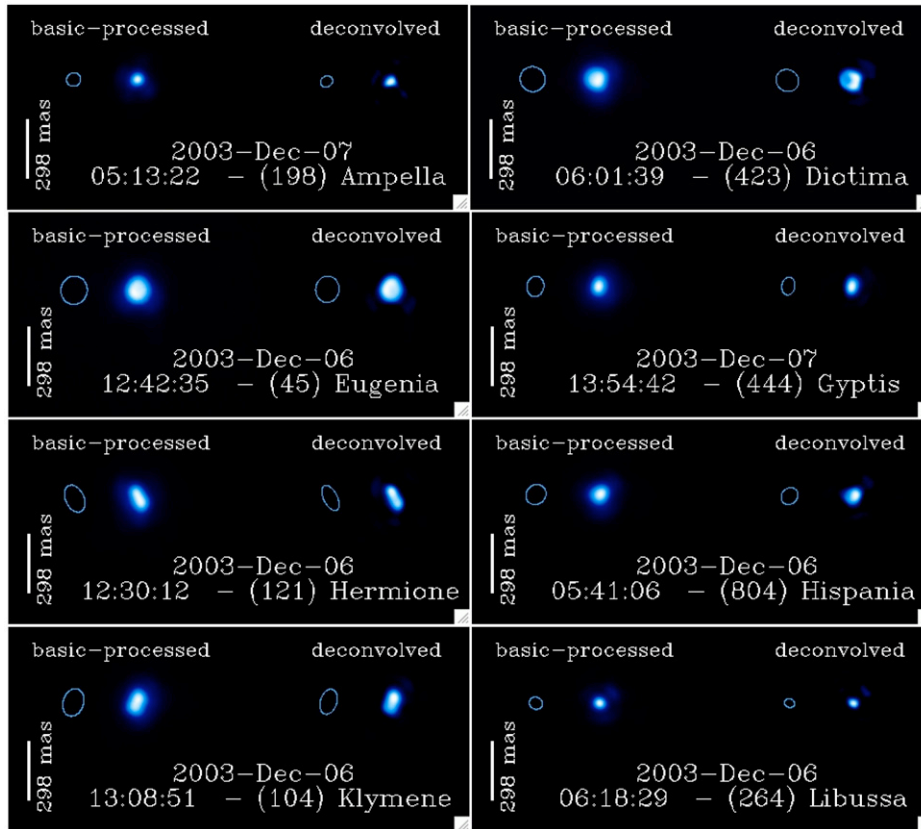 basic-processed deconvolved
298 mas
2003-Dec-07
05:13:22 - (198) Ampella
basic-processed deconvolved
298 mas
2003-Dec-06
06:01:39 - (423) Diotima
basic-processed deconvolved
298 mas
2003-Dec-06
12:42:35 - (45) Eugenia
basic-processed deconvolved
298 mas
2003-Dec-07
13:54:42 - (444) Gyptis
basic-processed deconvolved
298 mas
2003-Dec-06
12:30:12 - (121) Hermione
basic-processed deconvolved
298 mas
2003-Dec-06
05:41:06 - (804) Hispania
basic-processed deconvolved
298 mas
2003-Dec-06
13:08:51 - (104) Klymene
basic-processed deconvolved
298 mas
2003-Dec-06
06:18:29 - (264) Libussa